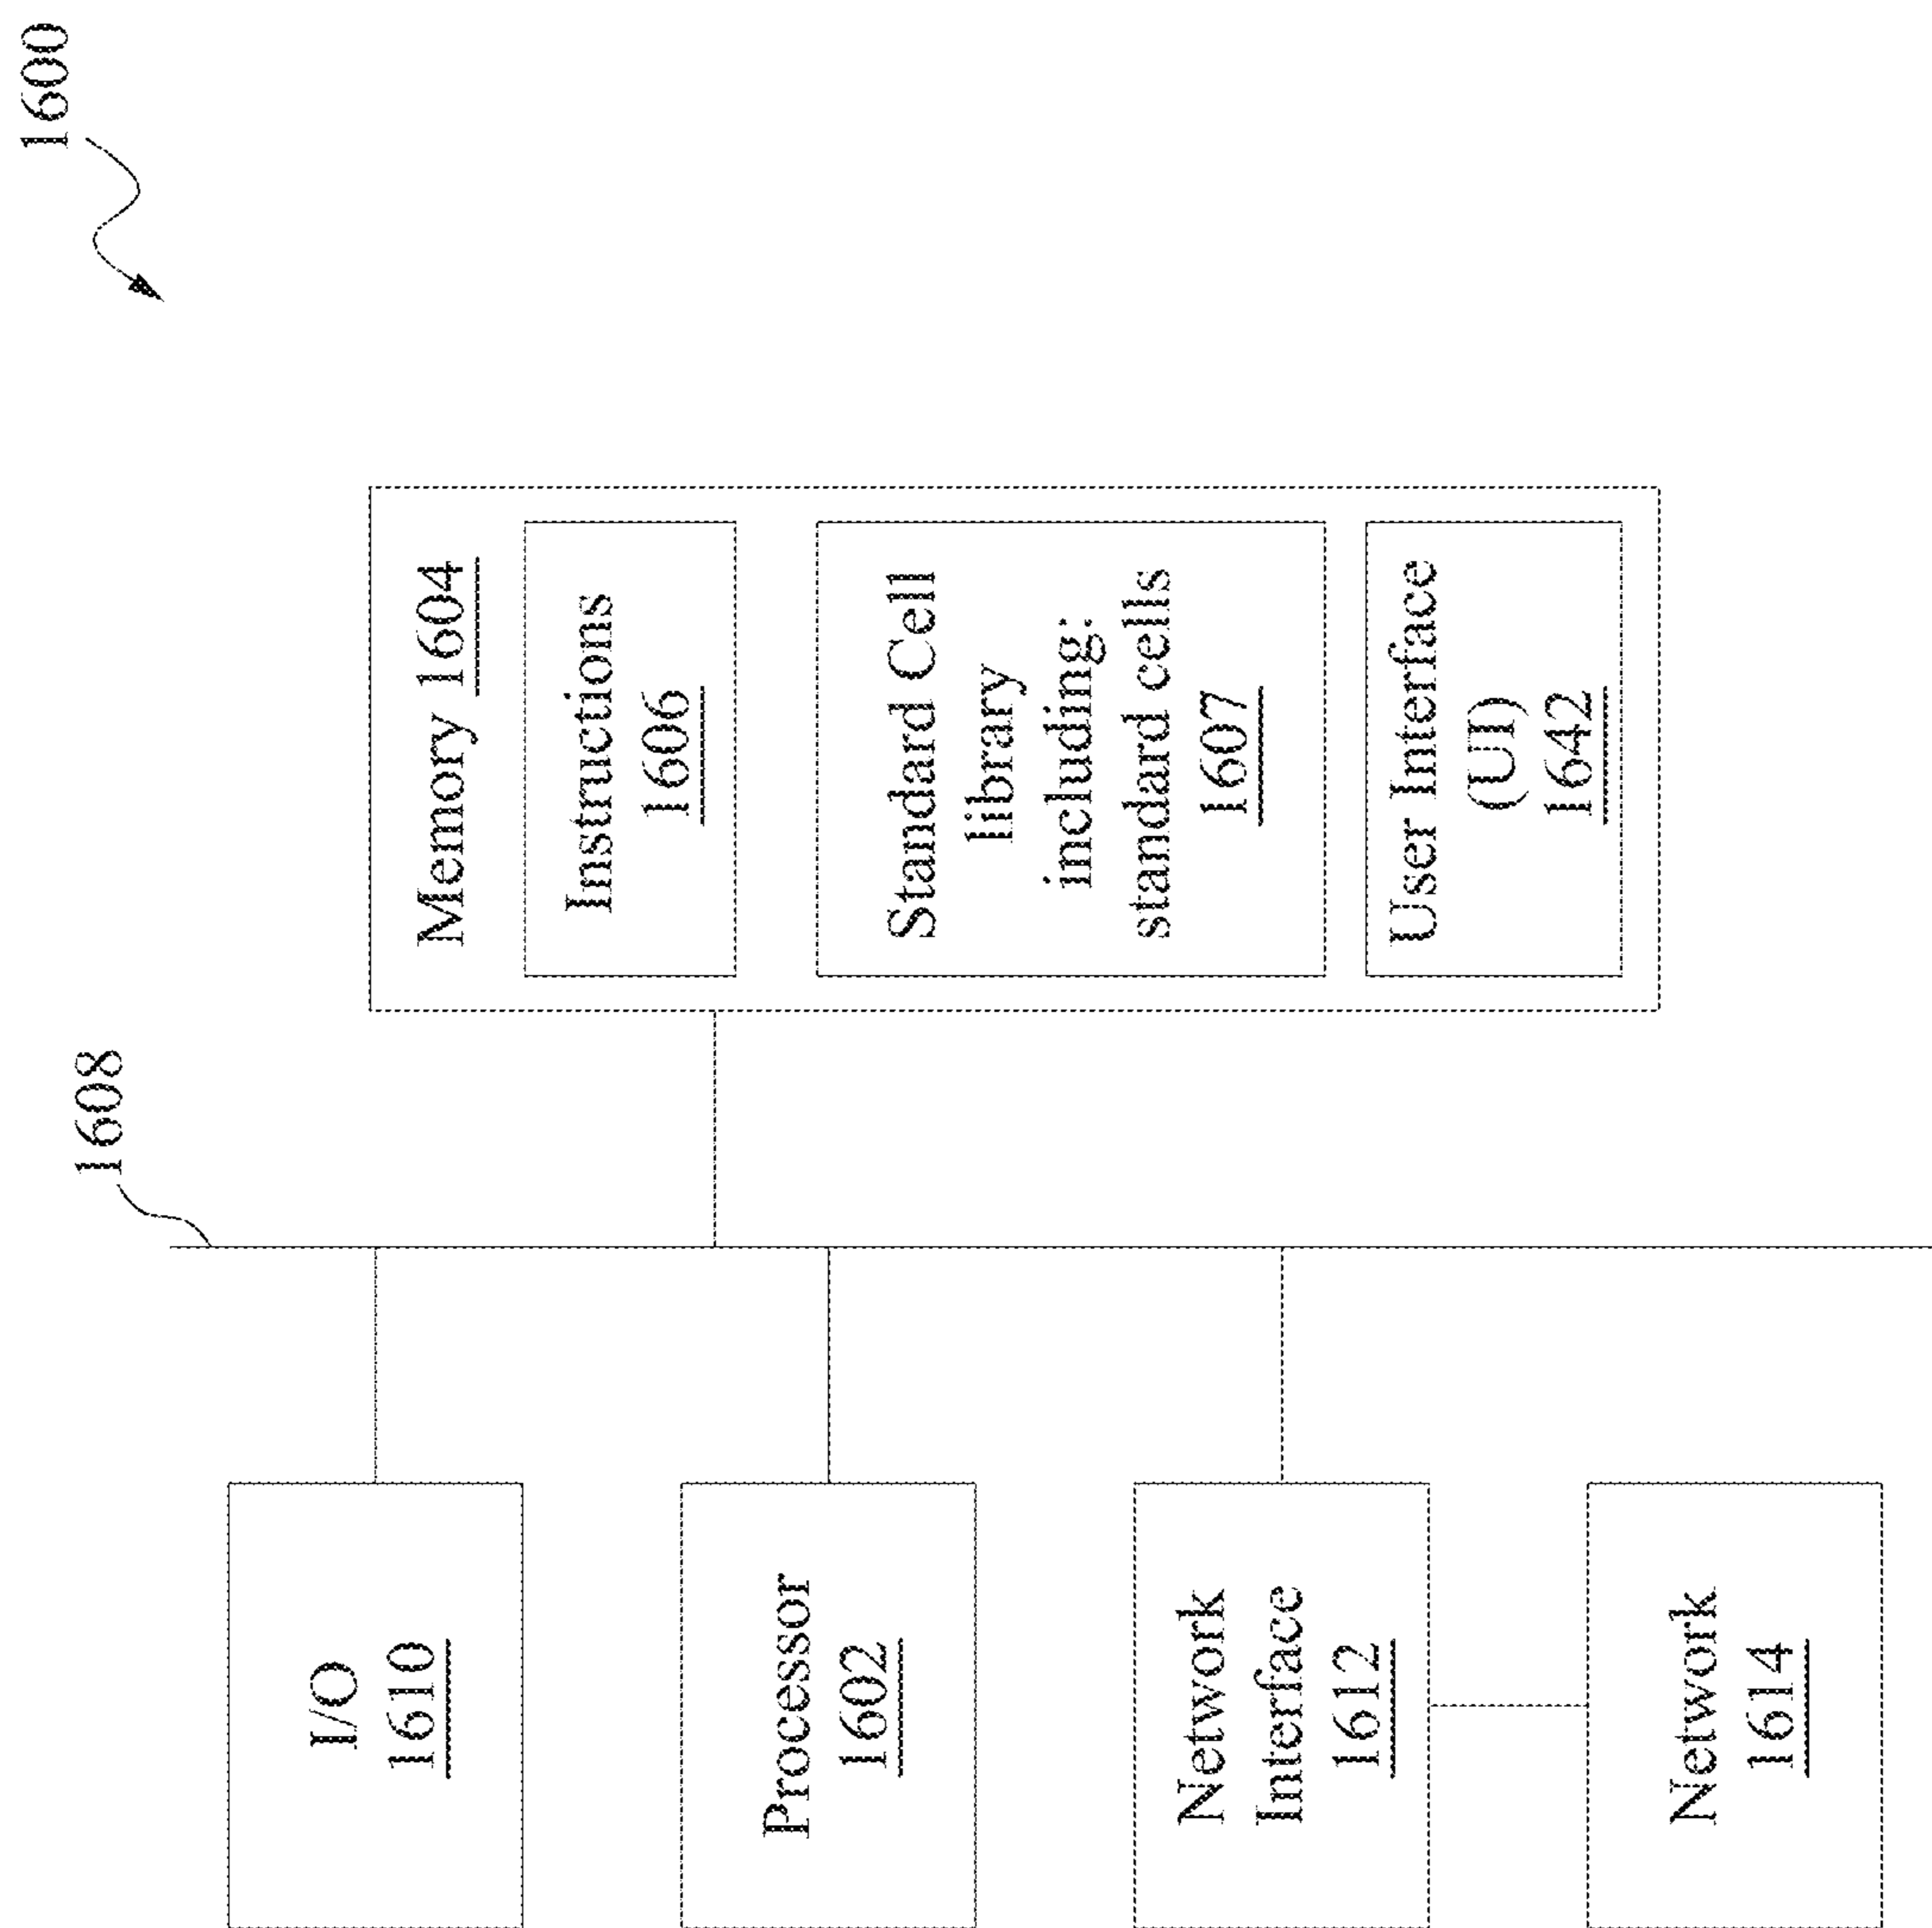 1600
1608
I/O
1610
Processor
1602
Network
Interface
1612
Network
1614
Memory 1604
Instructions
1606
Standard Cell
library
including:
standard cells
1607
User Interface
(UI)
1642